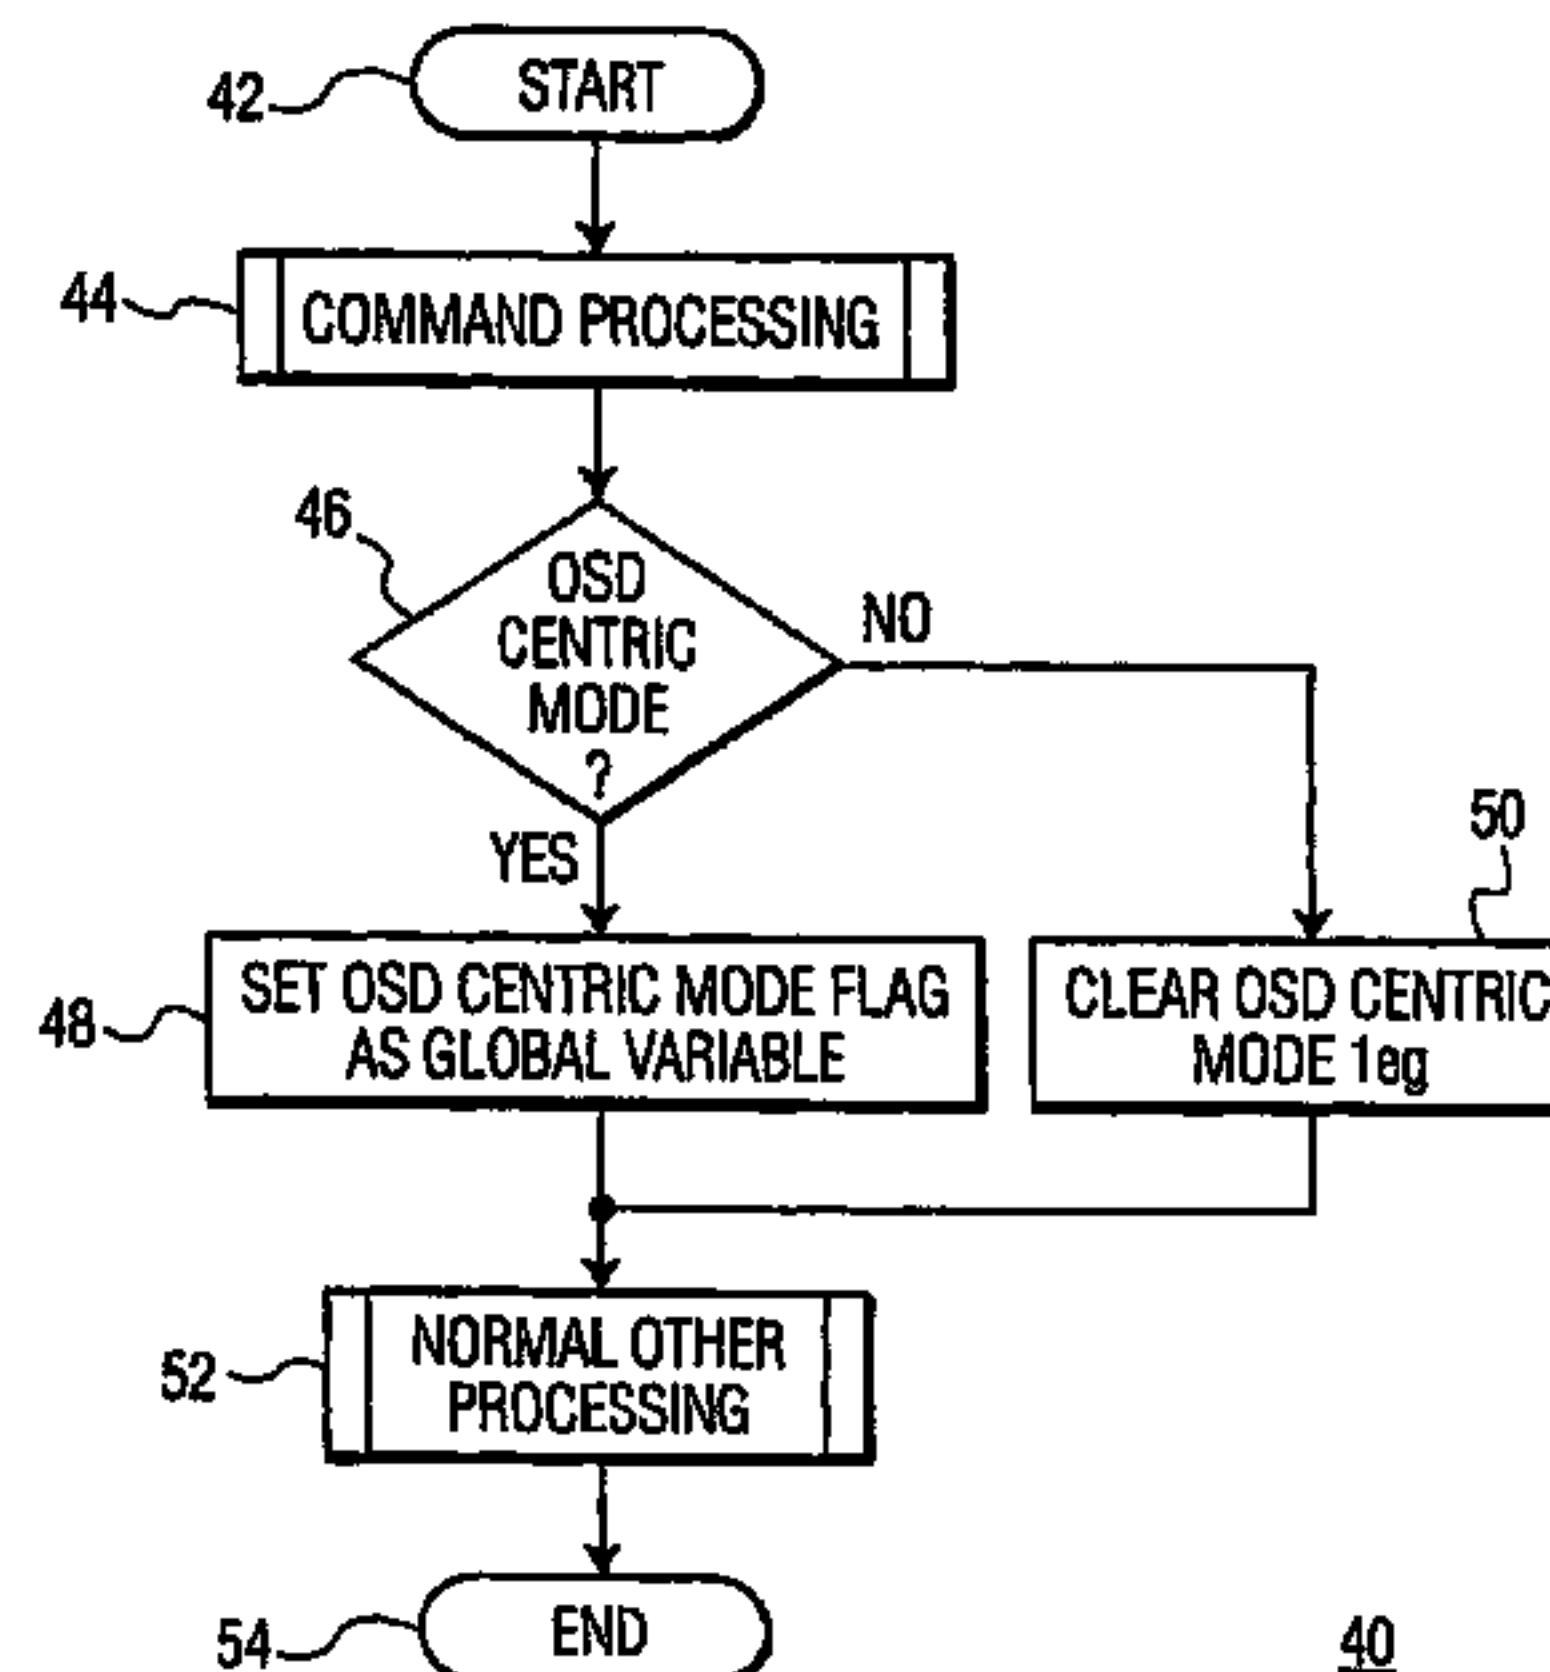 42
START
44
COMMAND PROCESSING
46
OSD
CENTRIC
MODE
?
NO
YES
50
48
SET OSD CENTRIC MODE FLAG
AS GLOBAL VARIABLE
CLEAR OSD CENTRIC
MODE 1eg
52
NORMAL OTHER
PROCESSING
54
END
40